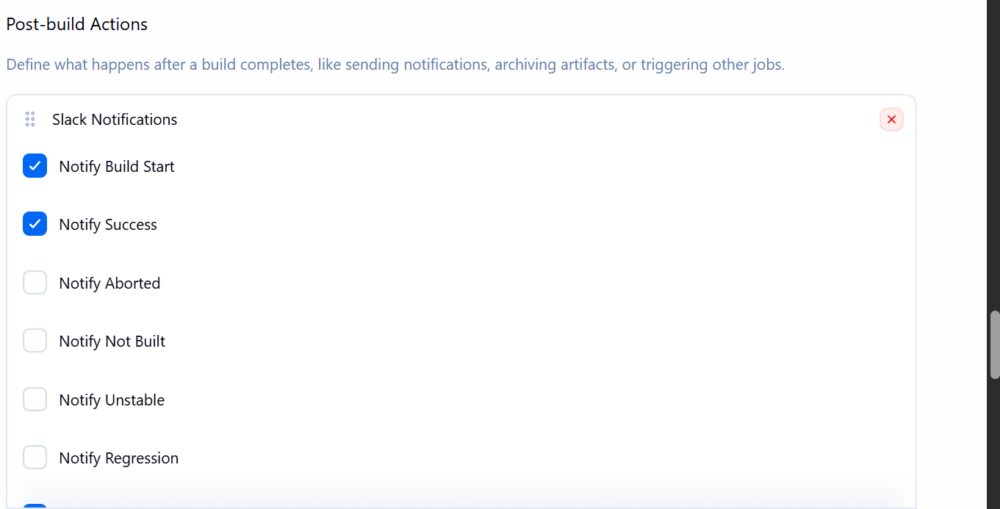 Post-build Actions
Define what happens after a build completes, like sending notifications, archiving artifacts, or triggering other jobs.
Slack Notifications
Notify Build Start
Notify Success
Notify Aborted
Notify Not Built
Notify Unstable
Notify Regression